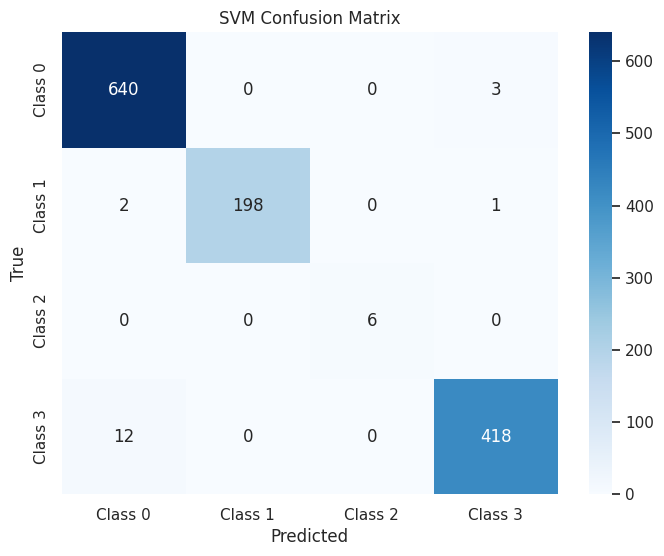 SVM Confusion Matrix
Class 0 640 0 0 3
Class 1 2 198 0 1
Class 2 0 0 6 0
Class 3 12 0 0 418
True
Class 0 Class 1 Class 2 Class 3
Predicted
600
500
400
300
200
100
0